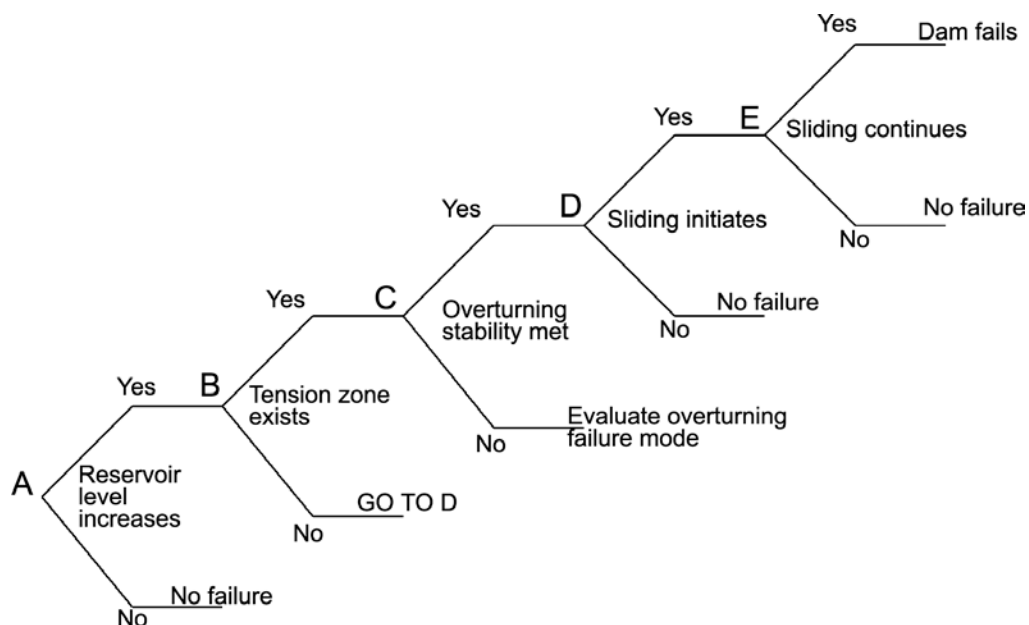 Yes
Dam fails
Yes
E
Sliding continues
Yes
D
Sliding initiates
No failure
No
Yes
C
Overturning
stability met
No failure
No
Yes
B
Tension zone
exists
Evaluate overturning
failure mode
No
A
Reservoir
level
increases
GO TO D
No
No failure
No